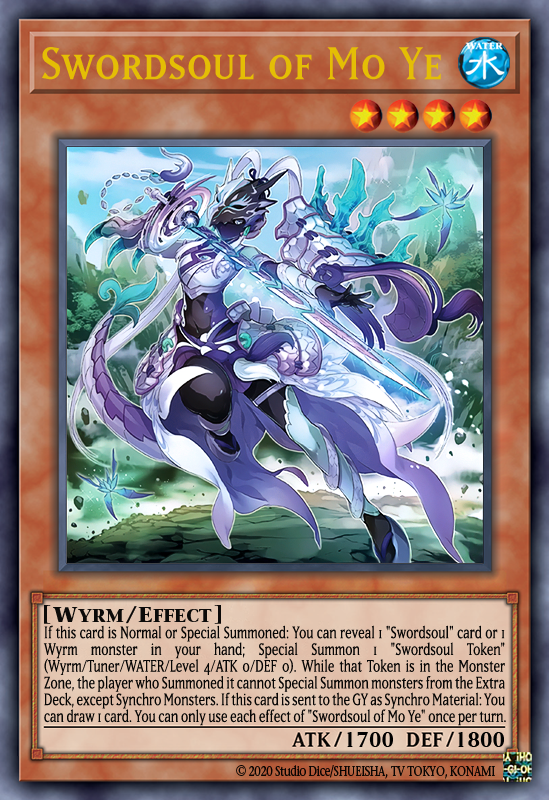 Swordsoul of Mo Ye
WATER
水
[Wyrm/Effect]
If this card is Normal or Special Summoned: You can reveal 1 "Swordsoul" card or 1
Wyrm monster in your hand; Special Summon 1 "Swordsoul Token"
(Wyrm/Tuner/WATER/Level 4/ATK 0/DEF 0). While that Token is in the Monster
Zone, the player who Summoned it cannot Special Summon monsters from the Extra
Deck, except Synchro Monsters. If this card is sent to the GY as Synchro Material: You
can draw 1 card. You can only use each effect of "Swordsoul of Mo Ye" once per turn.
ATK/1700 DEF/1800
©2020 Studio Dice/SHUEISHA, TV TOKYO, KONAMI